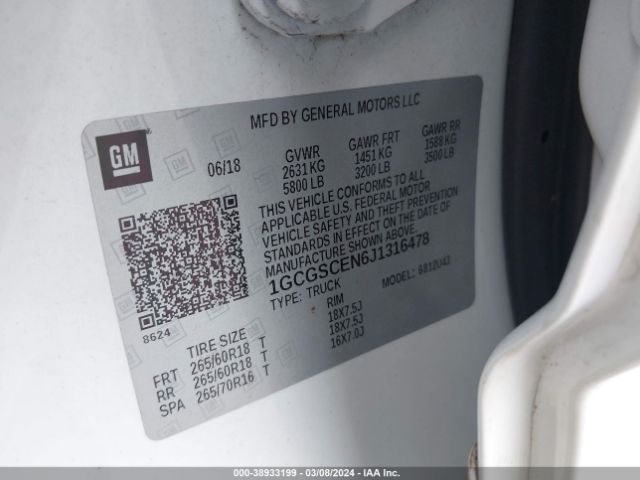 MFD BY GENERAL MOTORS LLC
GM
06/18
GVWR GAWR FRT GAWR RR
2631 KG 1451 KG 1588 KG
5800 LB 3200 LB 3500 LB
THIS VEHICLE CONFORMS TO ALL
APPLICABLE U.S. FEDERAL MOTOR
VEHICLE SAFETY AND THEFT PREVENTION
STANDARDS IN EFFECT ON THE DATE OF
MANUFACTURE SHOWN ABOVE.
1GCGSCEN6J1316478
TYPE: TRUCK MODEL:
8624
TIRE SIZE RIM
FRT 265/60R18 T 18X7.5J
RR 265/60R18 T 18X7.5J
SPA 265/70R16 T 16X7.0J
000-38933199 - 03/08/2024 - IAA Inc.